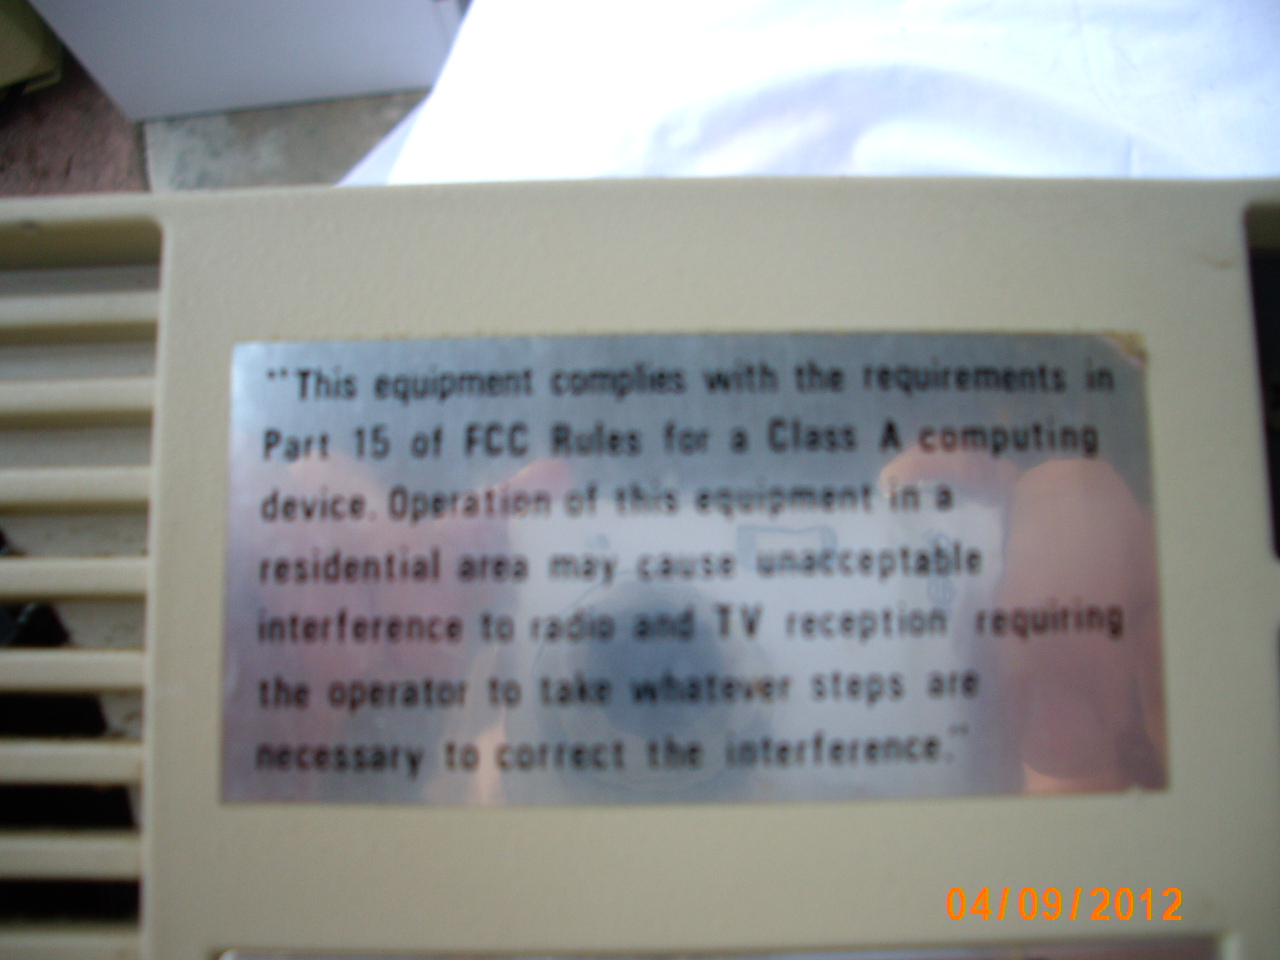 "This equipment complies with the requirements in
Part 15 of FCC Rules for a Class A computing
device. Operation of this equipment in a
residential area may cause unacceptable
interference to radio and TV reception requiring
the operator to take whatever steps are
necessary to correct the interference."
04/09/2012